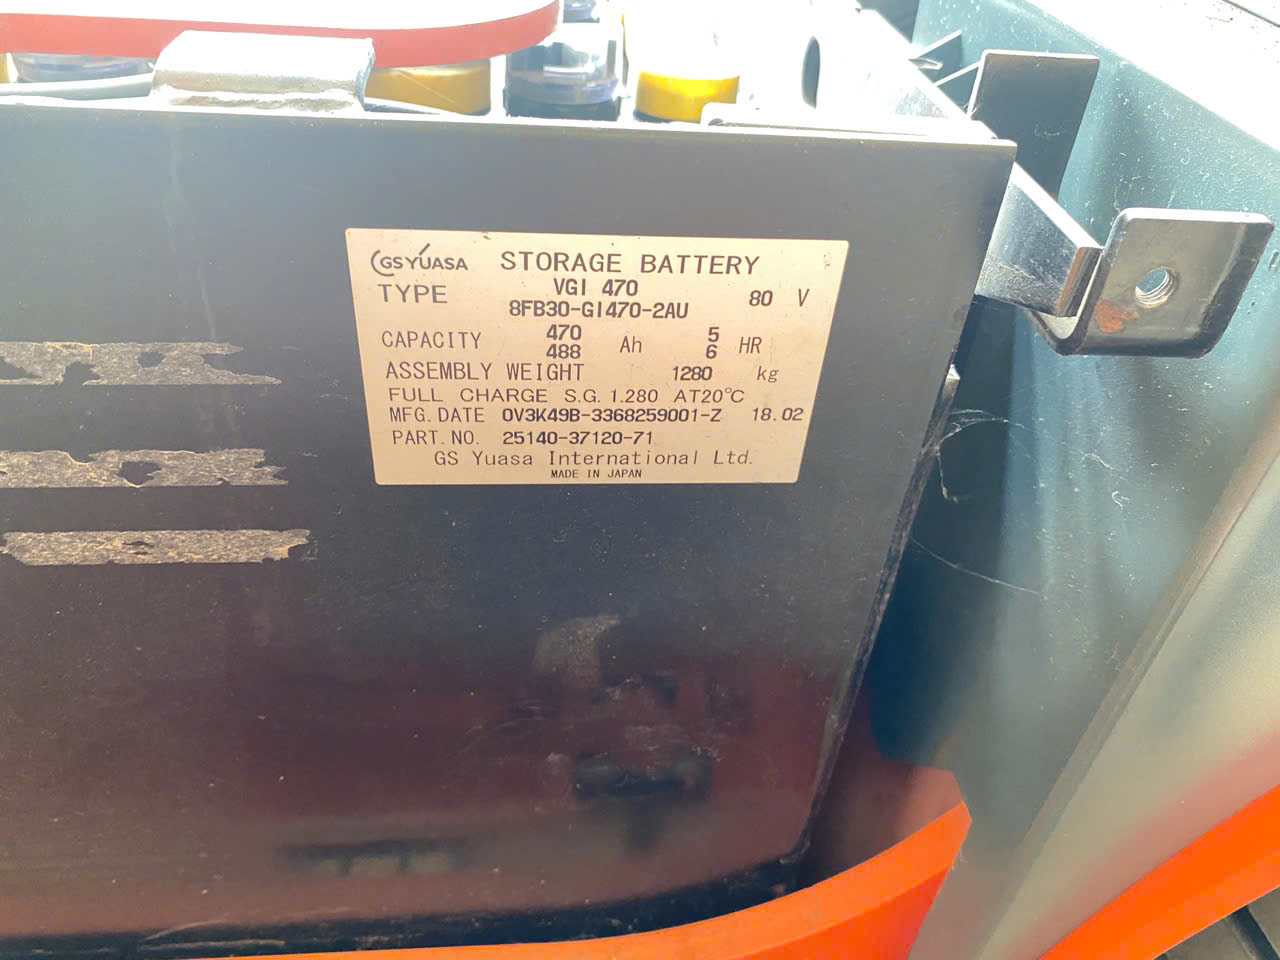 GS YUASA STORAGE BATTERY
TYPE VGI 470 80 V
8FB30-GI470-2AU
CAPACITY 470 Ah 5 HR
488 6
ASSEMBLY WEIGHT 1280 kg
FULL CHARGE S.G. 1.280 AT20℃
MFG. DATE 0V3K49B-3368259001-Z 18.02
PART. NO. 25140-37120-71
GS Yuasa International Ltd.
MADE IN JAPAN